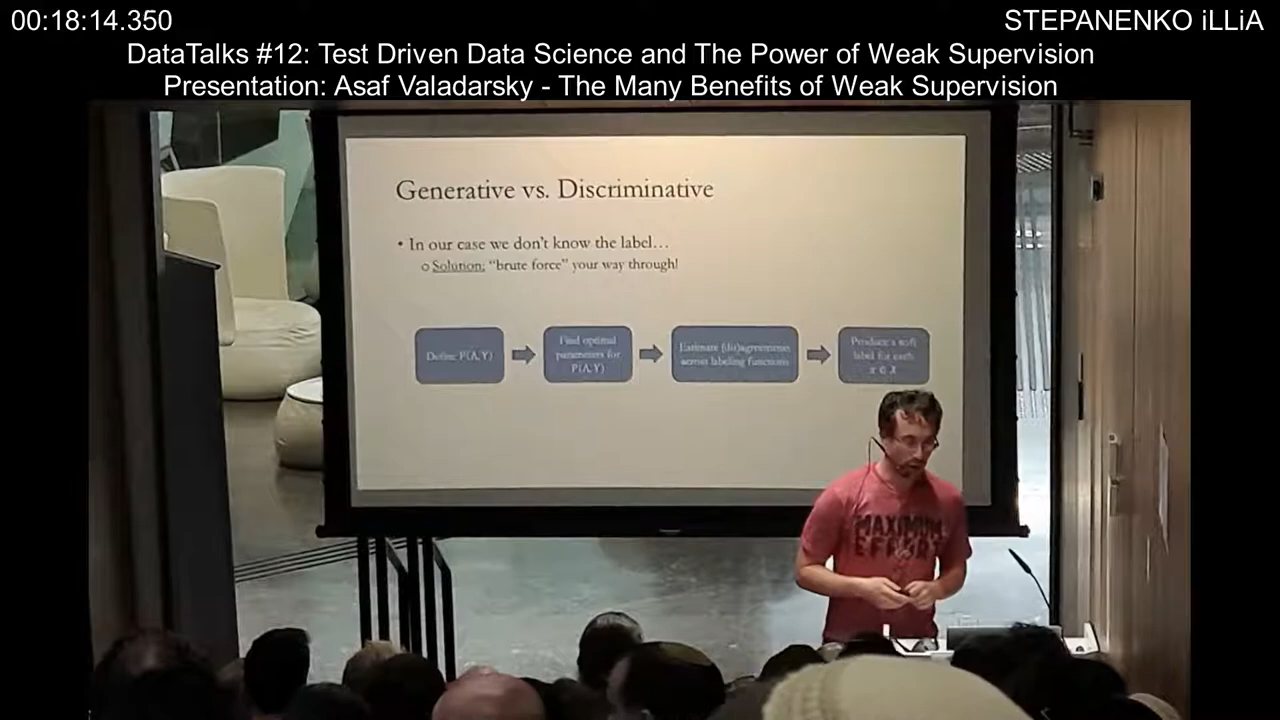 00:18:14.350
STEPANENKO iLLiA
DataTalks #12: Test Driven Data Science and The Power of Weak Supervision
Presentation: Asaf Valadarsky - The Many Benefits of Weak Supervision
Generative vs. Discriminative
• In our case we don't know the label…
o Solution: "brute force" your way through!
Define P(Λ,Y)
Find optimal
parameters for
P(Λ,Y)
Estimate (dis)agreements
across labeling functions
Produce a soft
label for each
x ∈ X
MAXIMUM
EFFORT